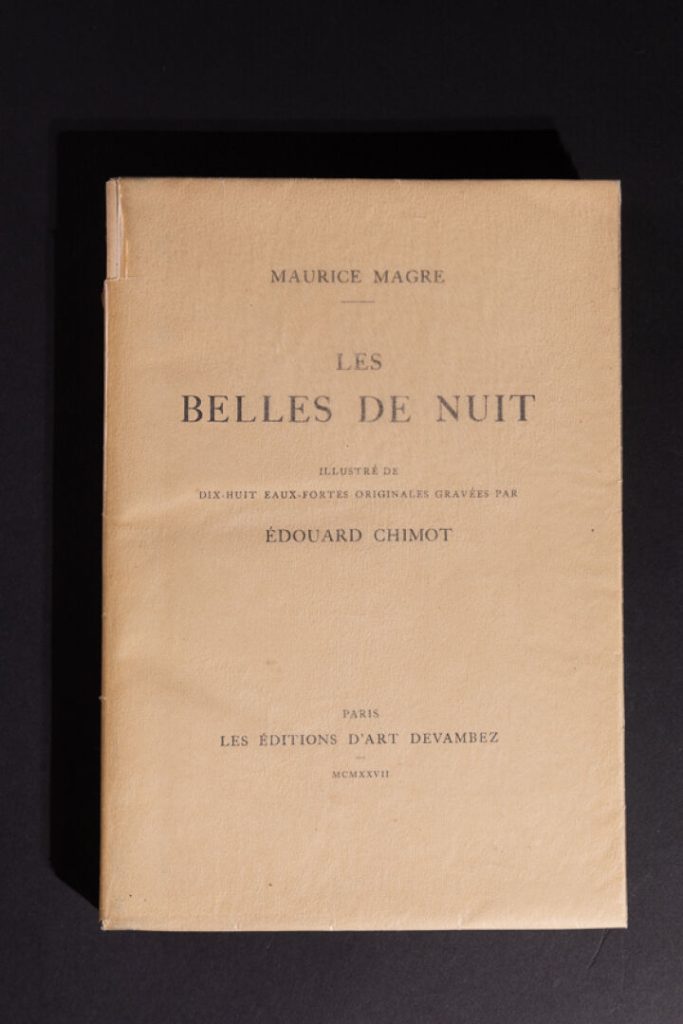 MAURICE MAGRE
LES
BELLES DE NUIT
ILLUSTRÉ DE
DIX-HUIT EAUX-FORTES ORIGINALES GRAVÉES PAR
ÉDOUARD CHIMOT
PARIS
LES ÉDITIONS D'ART DEVAMBEZ
MCMXXVII